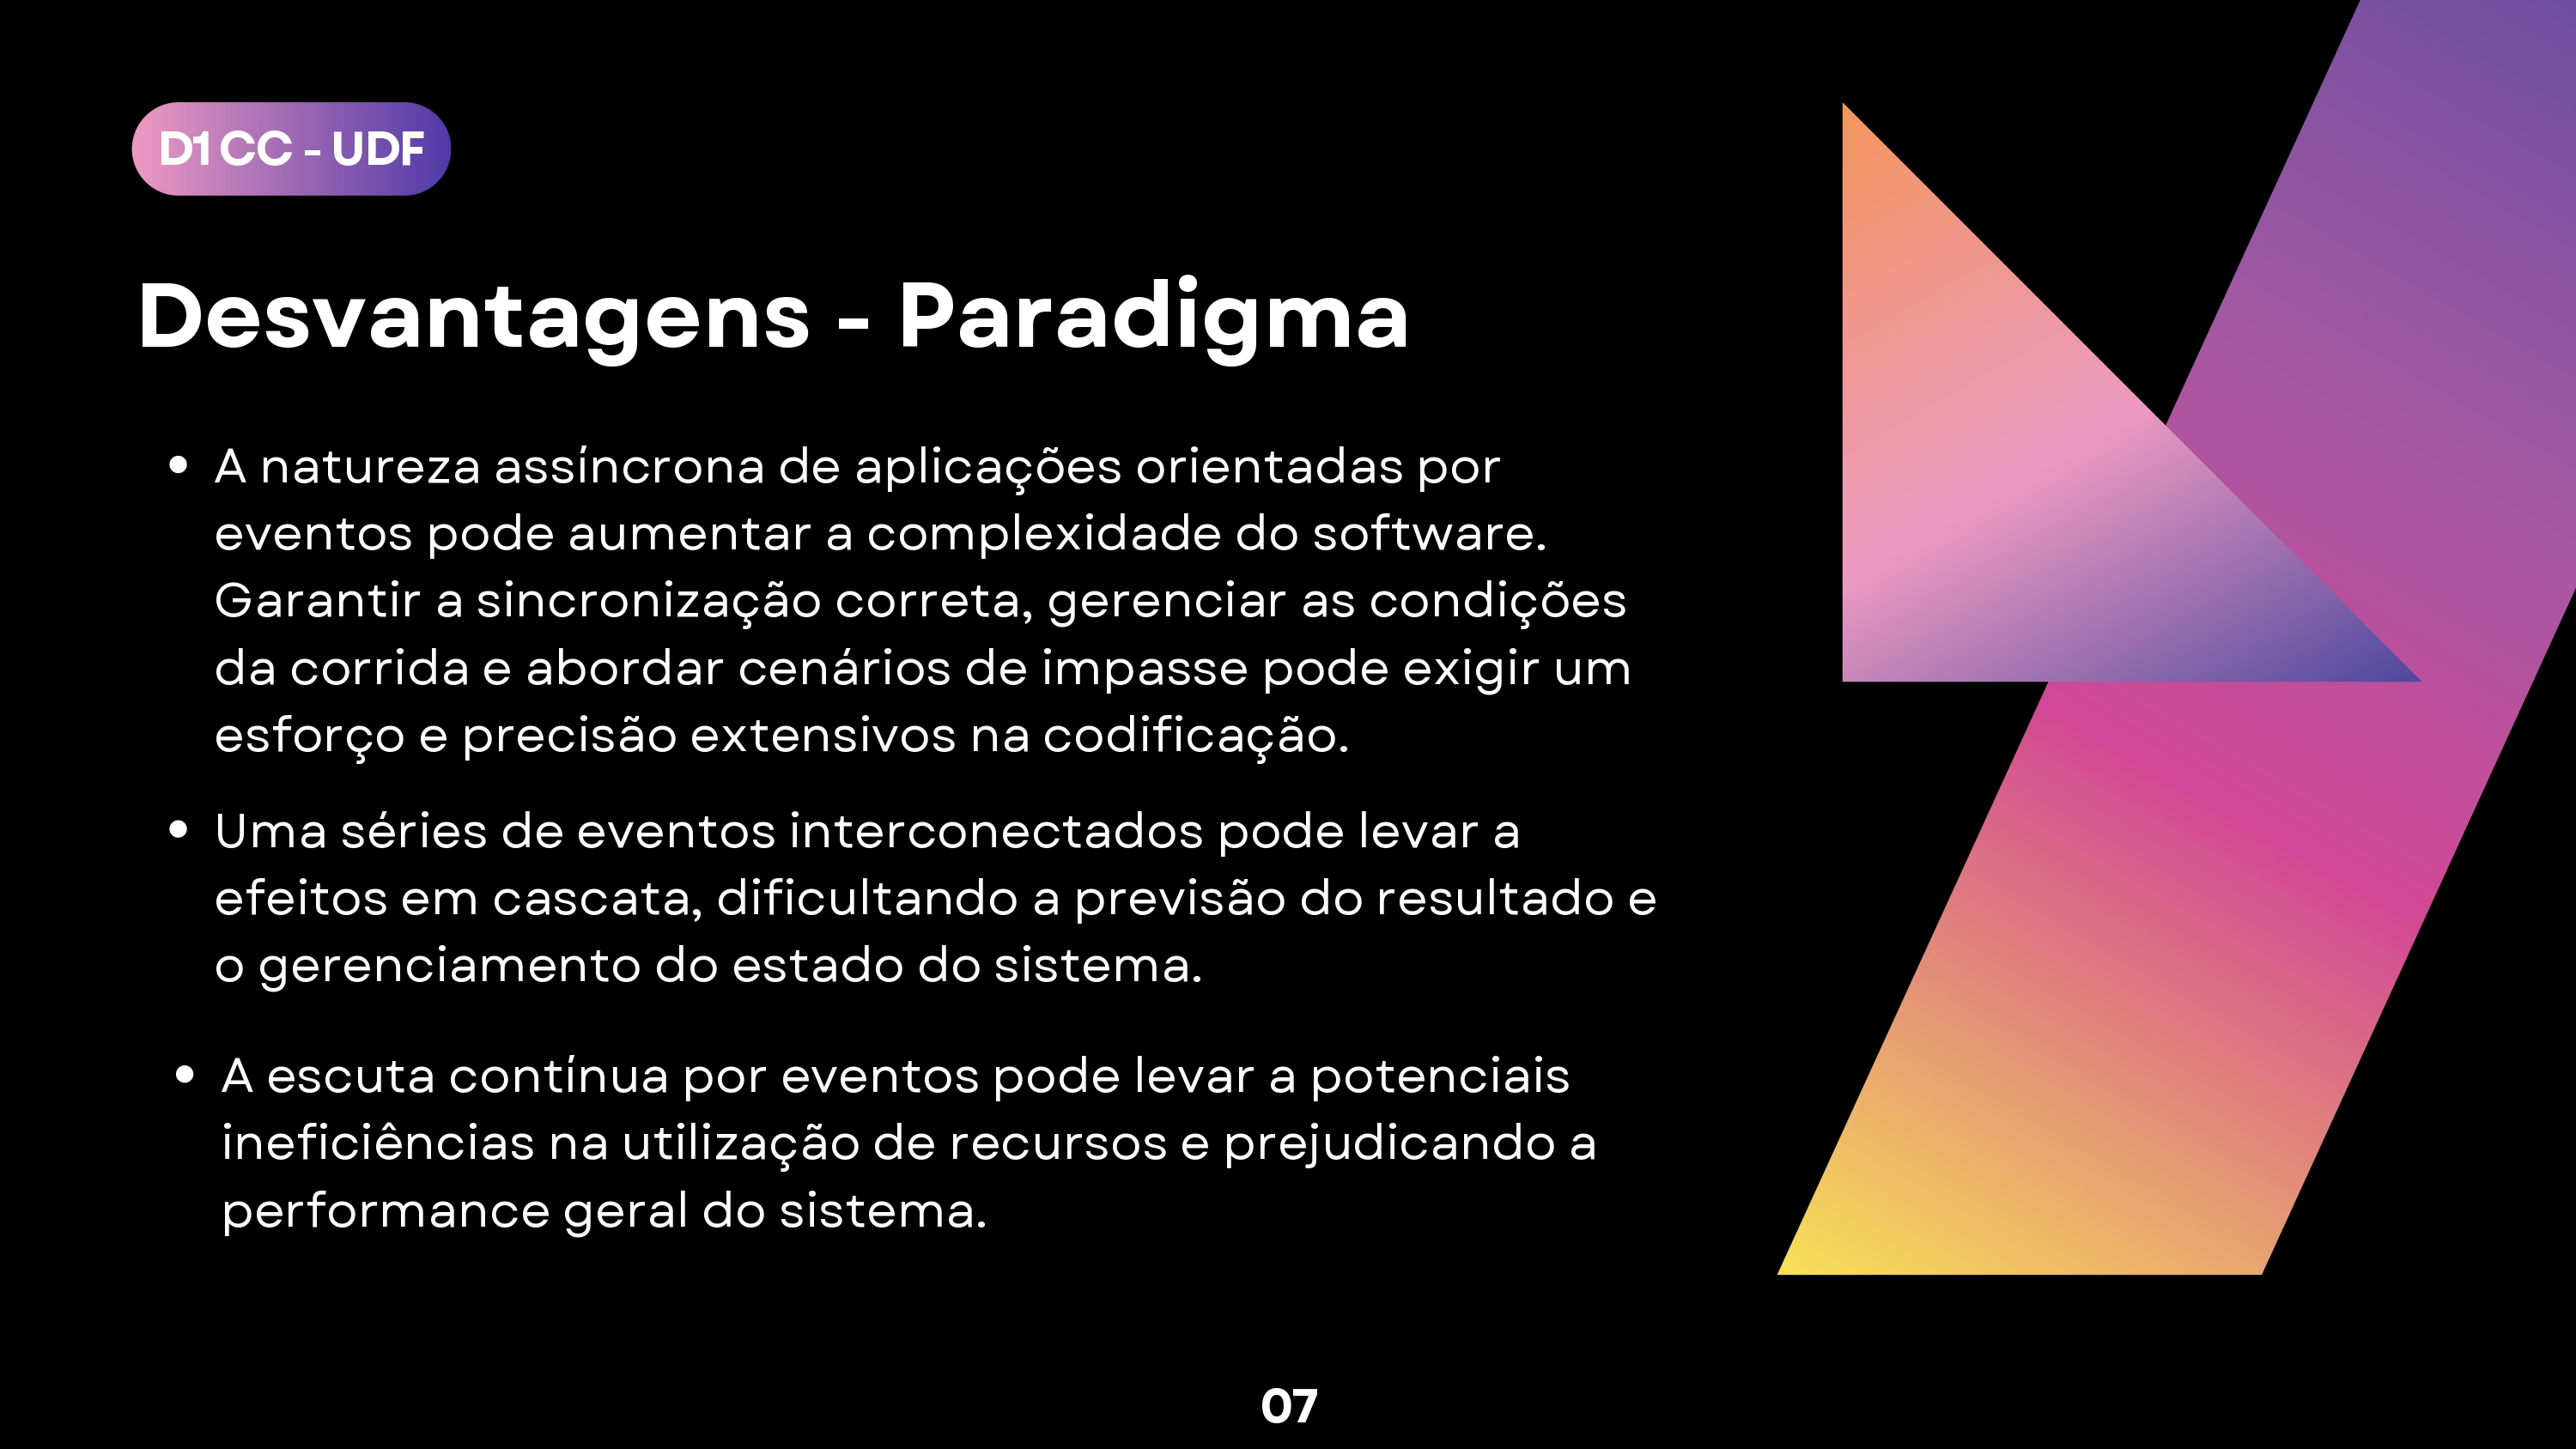 D1 CC - UDF
Desvantagens - Paradigma
• A natureza assíncrona de aplicações orientadas por
eventos pode aumentar a complexidade do software.
Garantir a sincronização correta, gerenciar as condições
da corrida e abordar cenários de impasse pode exigir um
esforço e precisão extensivos na codificação.
• Uma séries de eventos interconectados pode levar a
efeitos em cascata, dificultando a previsão do resultado e
o gerenciamento do estado do sistema.
• A escuta contínua por eventos pode levar a potenciais
ineficiências na utilização de recursos e prejudicando a
performance geral do sistema.
07